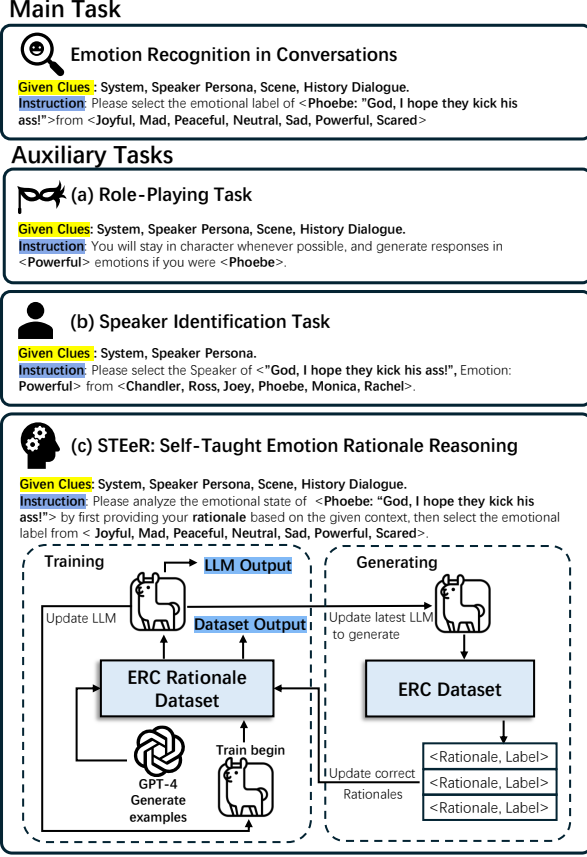 Main Task
Emotion Recognition in Conversations
Given Clues : System, Speaker Persona, Scene, History Dialogue.
Instruction: Please select the emotional label of <Phoebe: "God, I hope they kick his
ass!">from <Joyful, Mad, Peaceful, Neutral, Sad, Powerful, Scared>
Auxiliary Tasks
(a) Role-Playing Task
Given Clues: System, Speaker Persona, Scene, History Dialogue.
Instruction: You will stay in character whenever possible, and generate responses in
<Powerful> emotions if you were <Phoebe>.
(b) Speaker Identification Task
Given Clues : System, Speaker Persona.
Instruction: Please select the Speaker of <"God, I hope they kick his ass!", Emotion:
Powerful> from <Chandler, Ross, Joey, Phoebe, Monica, Rachel>.
(c) STEeR: Self-Taught Emotion Rationale Reasoning
Given Clues: System, Speaker Persona, Scene, History Dialogue.
Instruction: Please analyze the emotional state of <Phoebe: “God, I hope they kick his
ass!"> by first providing your rationale based on the given context, then select the emotional
label from < Joyful, Mad, Peaceful, Neutral, Sad, Powerful, Scared>.
Training
LLM Output
Update LLM
Dataset Output
ERC Rationale
Dataset
GPT-4
Generate
examples
Train begin
Generating
Update latest LLM
to generate
ERC Dataset
<Rationale, Label>
<Rationale, Label>
<Rationale, Label>
Update correct
Rationales